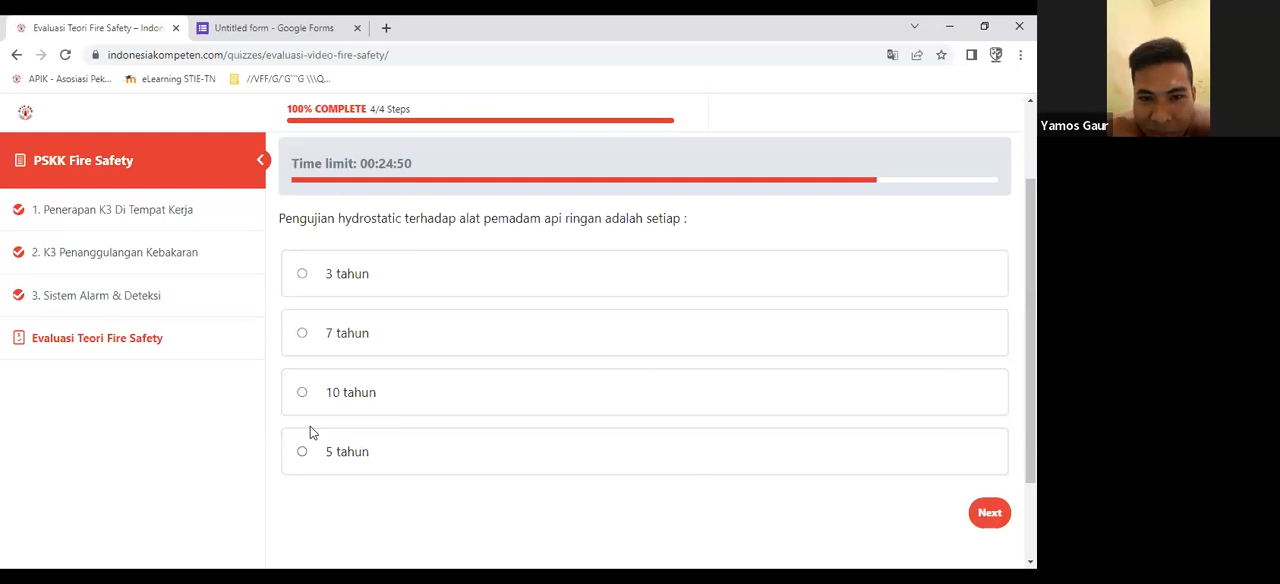 Evaluasi Teori Fire Safety – Indon
Untitled form - Google Forms
indonesiakompeten.com/quizzes/evaluasi-video-fire-safety/
APIK - Asosiasi Pek...
eLearning STIE-TN
//VFF/G/G```G \\\Q...
100% COMPLETE 4/4 Steps
PSKK Fire Safety
1. Penerapan K3 Di Tempat Kerja
2. K3 Penanggulangan Kebakaran
3. Sistem Alarm & Deteksi
Evaluasi Teori Fire Safety
Time limit: 00:24:50
Pengujian hydrostatic terhadap alat pemadam api ringan adalah setiap :
3 tahun
7 tahun
10 tahun
5 tahun
Next
Yamos Gaur